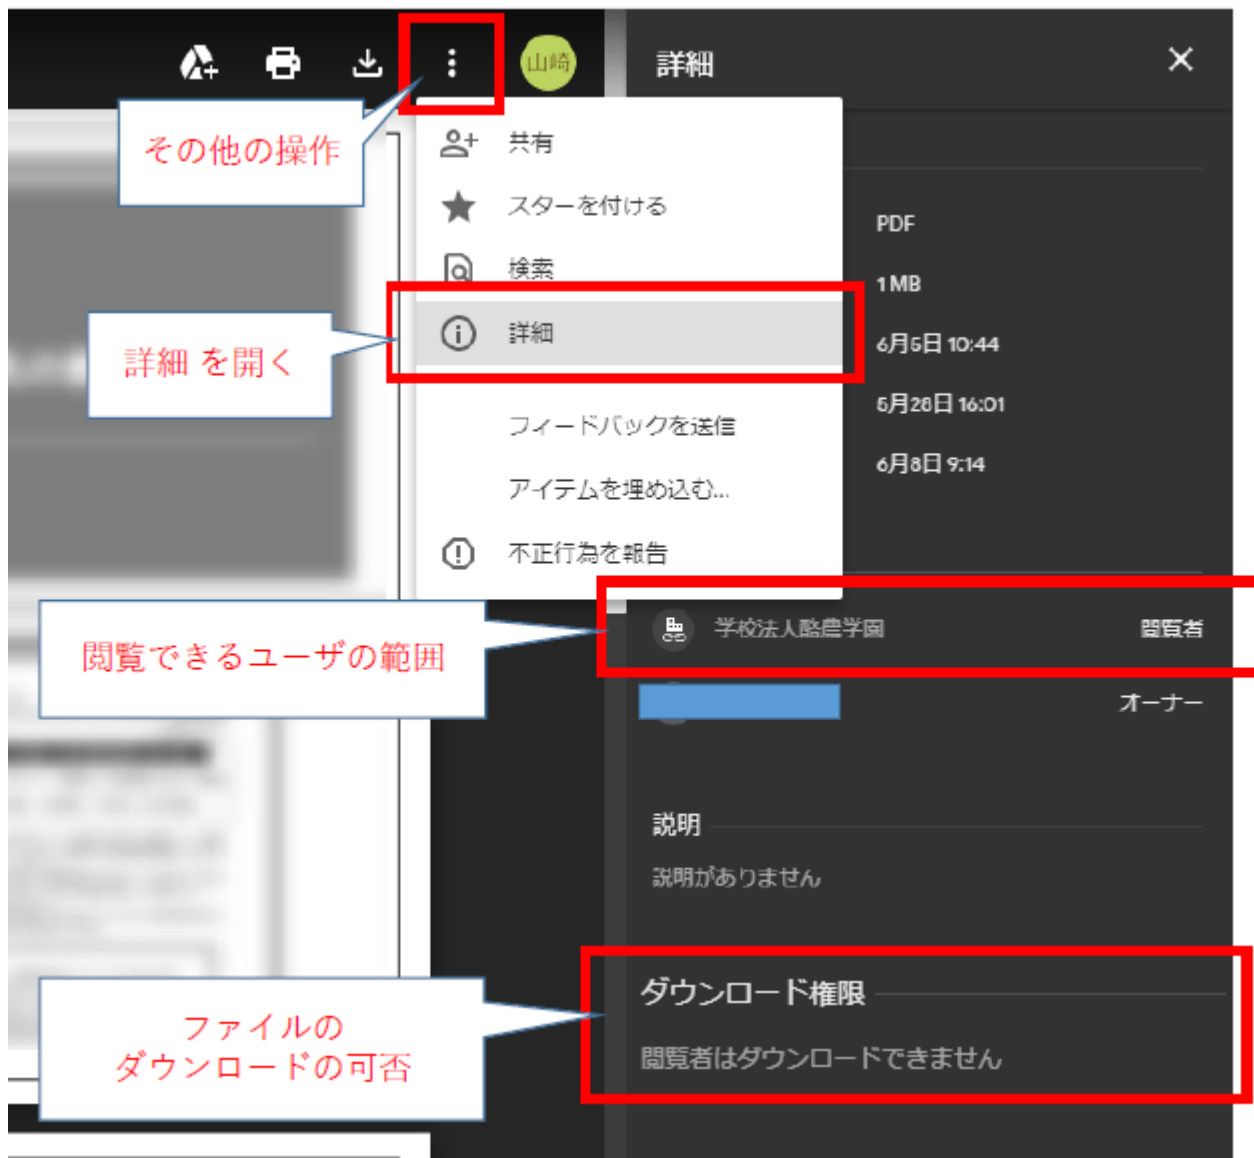 山崎
詳細
その他の操作
共有
スターを付ける
検索
詳細
詳細 を開く
フィードバックを送信
アイテムを埋め込む...
不正行為を報告
PDF
1 MB
6月5日 10:44
5月28日 16:01
6月8日 9:14
閲覧できるユーザの範囲
学校法人酪農学園
閲覧者
オーナー
説明
説明がありません
ファイルの
ダウンロードの可否
ダウンロード権限
閲覧者はダウンロードできません